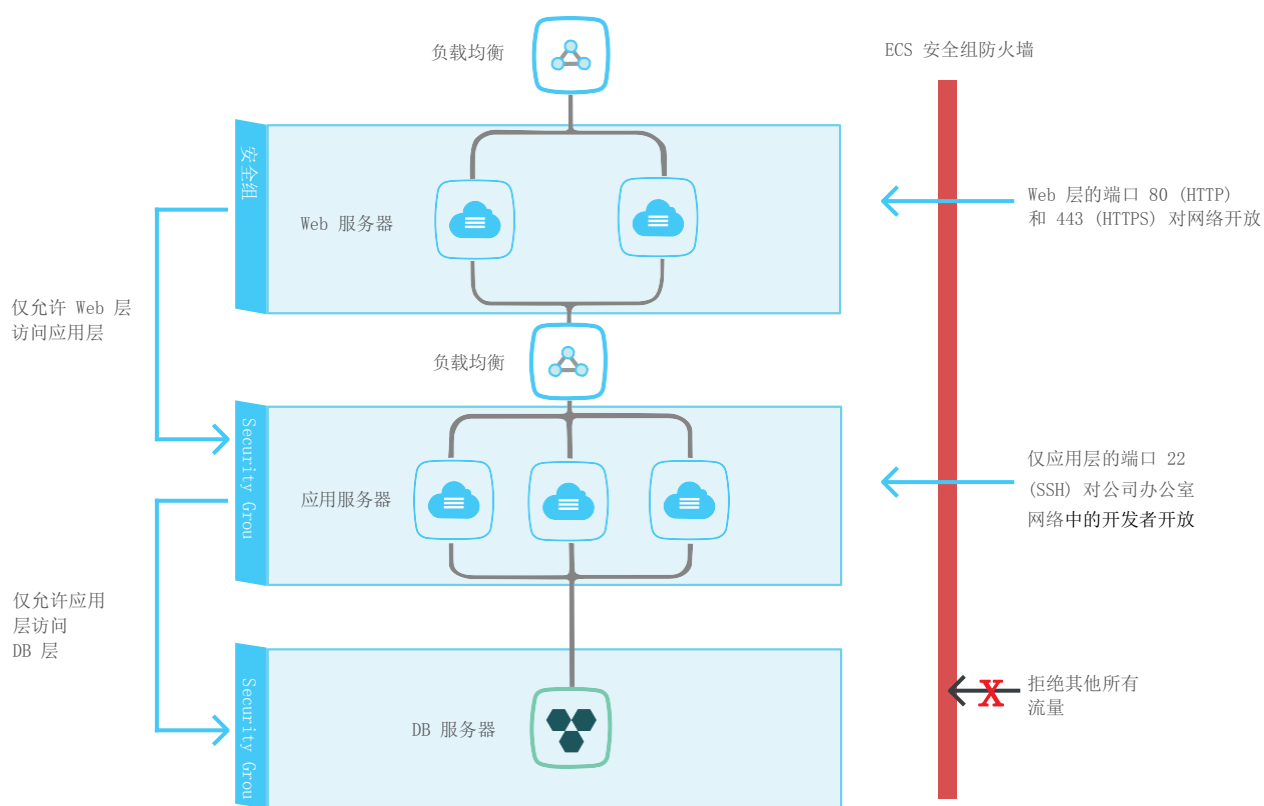 负载均衡
ECS 安全组防火墙
安全组
Web 服务器
Web 层的端口 80 (HTTP)
和 443 (HTTPS) 对网络开放
仅允许 Web 层
访问应用层
负载均衡
Security Grou
应用服务器
仅应用层的端口 22
(SSH) 对公司办公室
网络中的开发者开放
仅允许应用
层访问
DB 层
Security Grou
DB 服务器
X
拒绝其他所有
流量